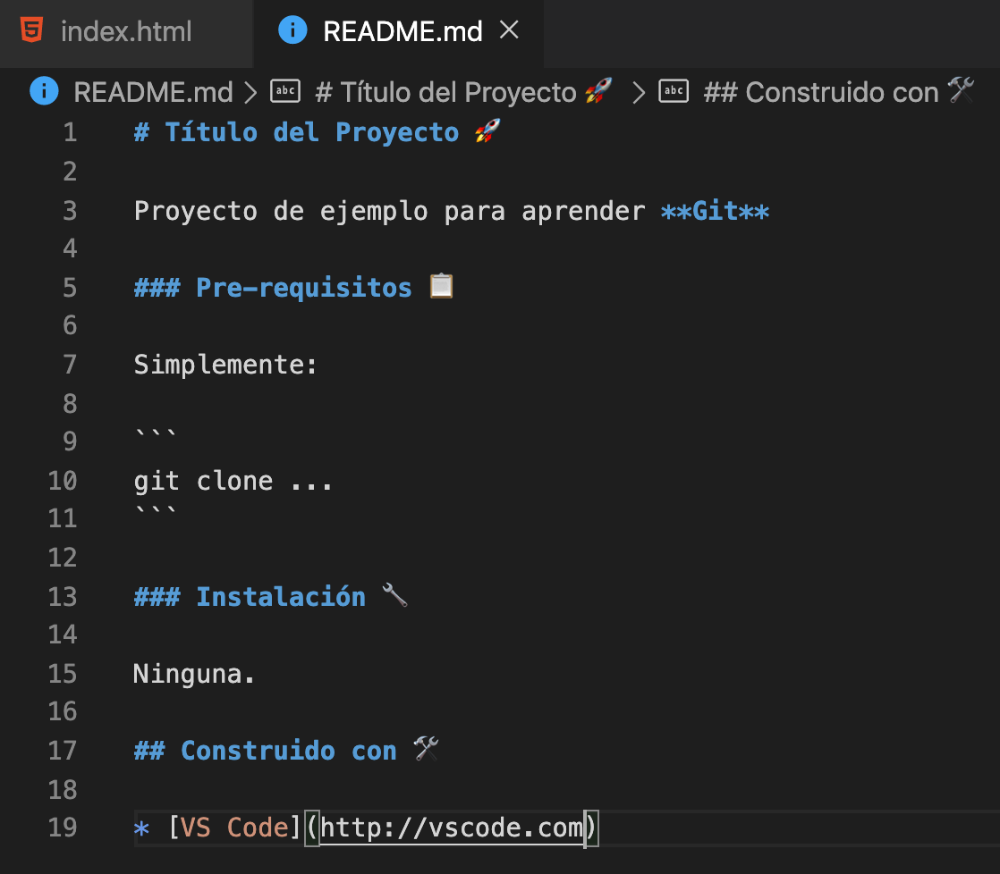 index.html README.md
README.md > # Título del Proyecto 🚀 > ## Construido con 🛠
1 # Título del Proyecto 🚀
2
3 Proyecto de ejemplo para aprender **Git**
4
5 ### Pre-requisitos 📋
6
7 Simplemente:
8
9 ```
10 git clone ...
11 ```
12
13 ### Instalación 🔧
14
15 Ninguna.
16
17 ## Construido con 🛠
18
19 * [VS Code](http://vscode.com)